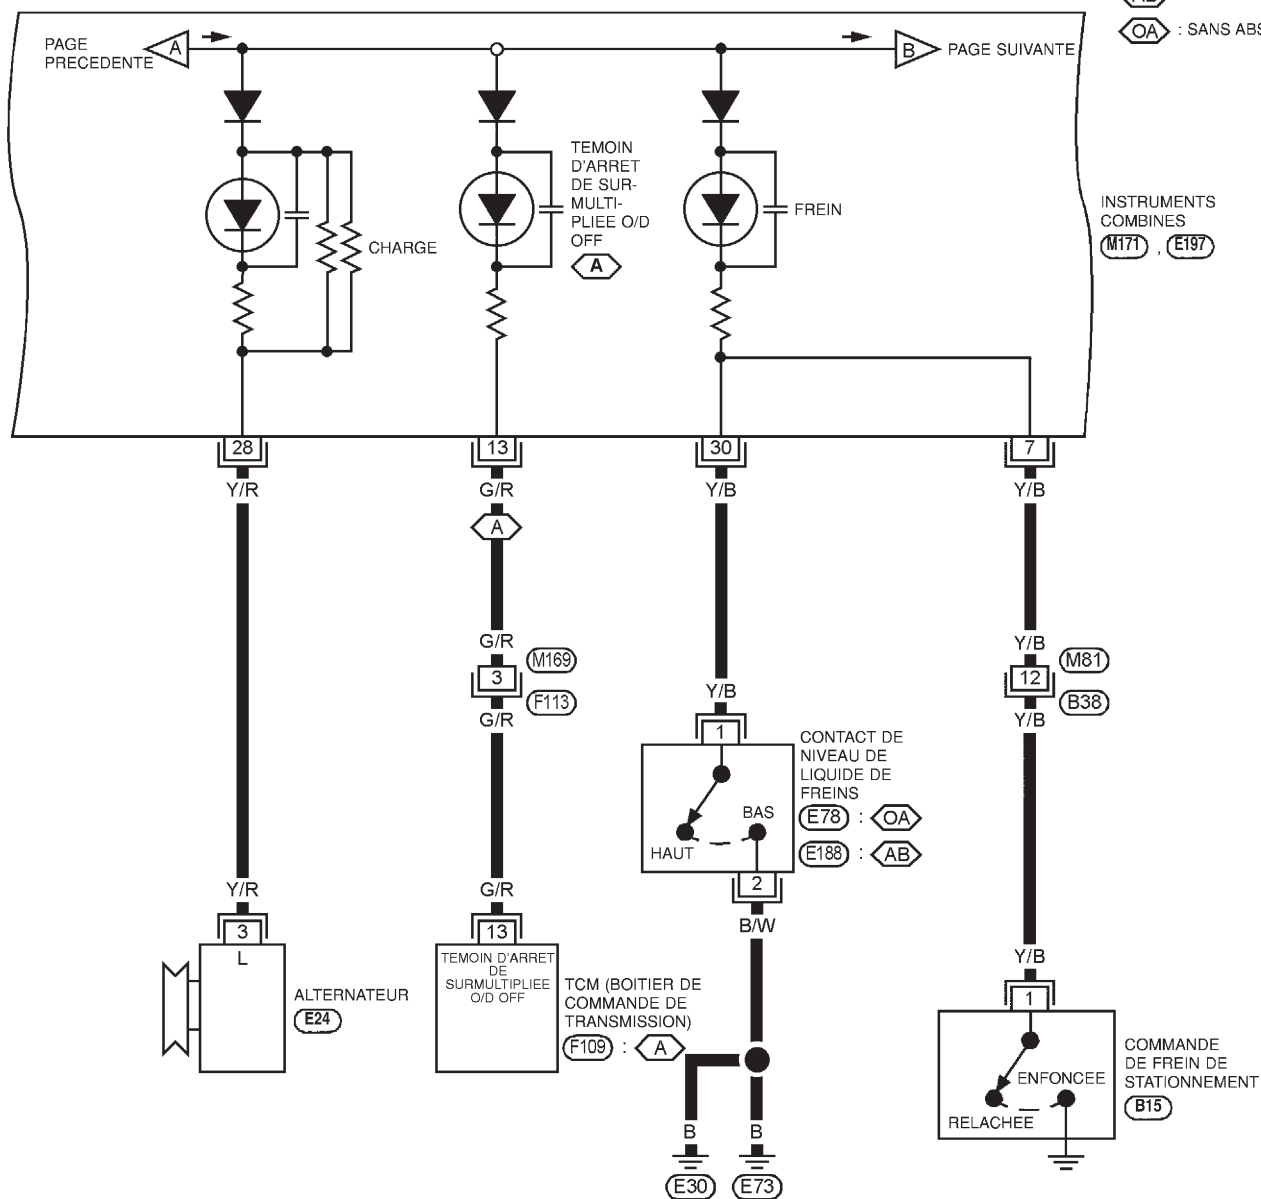 OA : SANS ABS
PAGE
PRECEDENTE
A
B
PAGE SUIVANTE
TEMOIN
D'ARRET
DE SUR-
MULTI-
PLIEE O/D
OFF
A
CHARGE
FREIN
INSTRUMENTS
COMBINES
M171 , E197
28
13
30
7
Y/R
G/R
Y/B
Y/B
A
G/R
M169
3
F113
G/R
Y/B
M81
12
B38
Y/B
Y/B
1
CONTACT DE
NIVEAU DE
LIQUIDE DE
FREINS
E78 : OA
E188 : AB
BAS
HAUT
2
B/W
Y/R
3
L
ALTERNATEUR
E24
G/R
13
TEMOIN D'ARRET
DE
SURMULTIPLIEE
O/D OFF
TCM (BOITIER DE
COMMANDE DE
TRANSMISSION)
F109 : A
B
B
E30
E73
Y/B
1
ENFONCEE
RELACHEE
COMMANDE
DE FREIN DE
STATIONNEMENT
B15